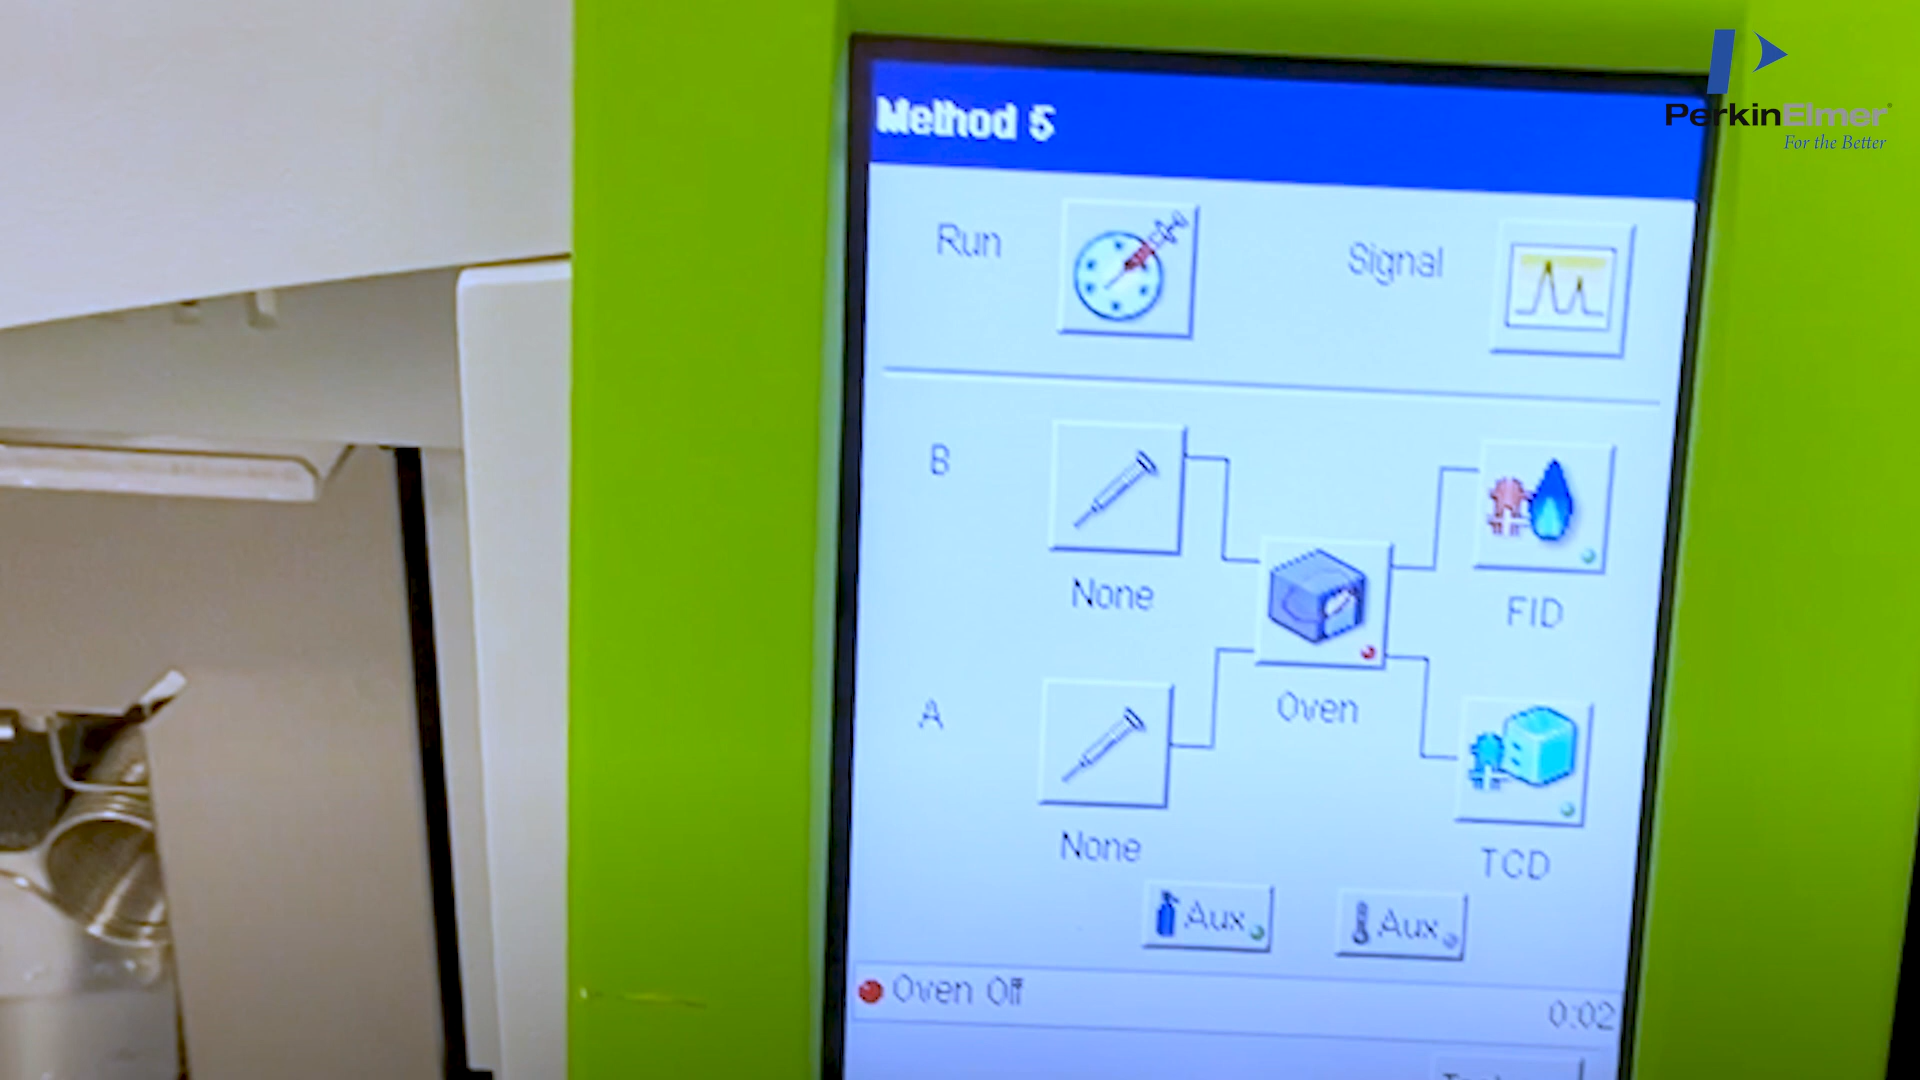 PerkinElmer
For the Better
Method 5
Run
Signal
B
None
FID
Oven
A
None
TCD
Aux
Aux
Oven Off
0:02